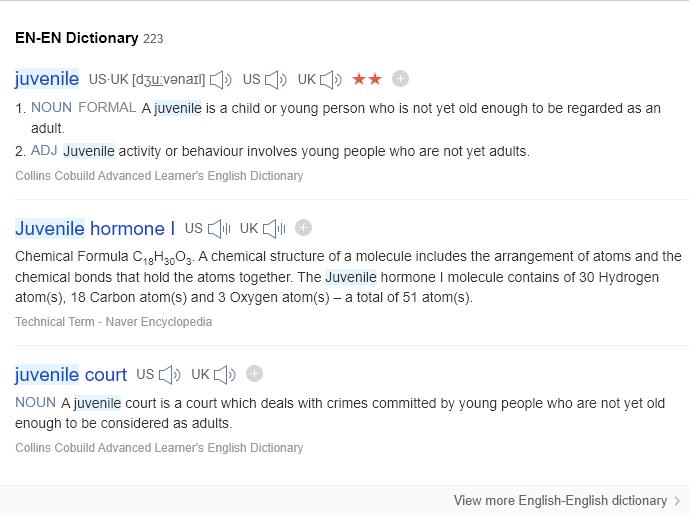 EN-EN Dictionary 223
juvenile US·UK [dʒuːvənaɪl] US UK ★★
1. NOUN FORMAL A juvenile is a child or young person who is not yet old enough to be regarded as an
adult.
2. ADJ Juvenile activity or behaviour involves young people who are not yet adults.
Collins Cobuild Advanced Learner's English Dictionary
Juvenile hormone I US UK
Chemical Formula C18H30O3. A chemical structure of a molecule includes the arrangement of atoms and the
chemical bonds that hold the atoms together. The Juvenile hormone I molecule contains of 30 Hydrogen
atom(s), 18 Carbon atom(s) and 3 Oxygen atom(s) – a total of 51 atom(s).
Technical Term - Naver Encyclopedia
juvenile court US UK
NOUN A juvenile court is a court which deals with crimes committed by young people who are not yet old
enough to be considered as adults.
Collins Cobuild Advanced Learner's English Dictionary
View more English-English dictionary >